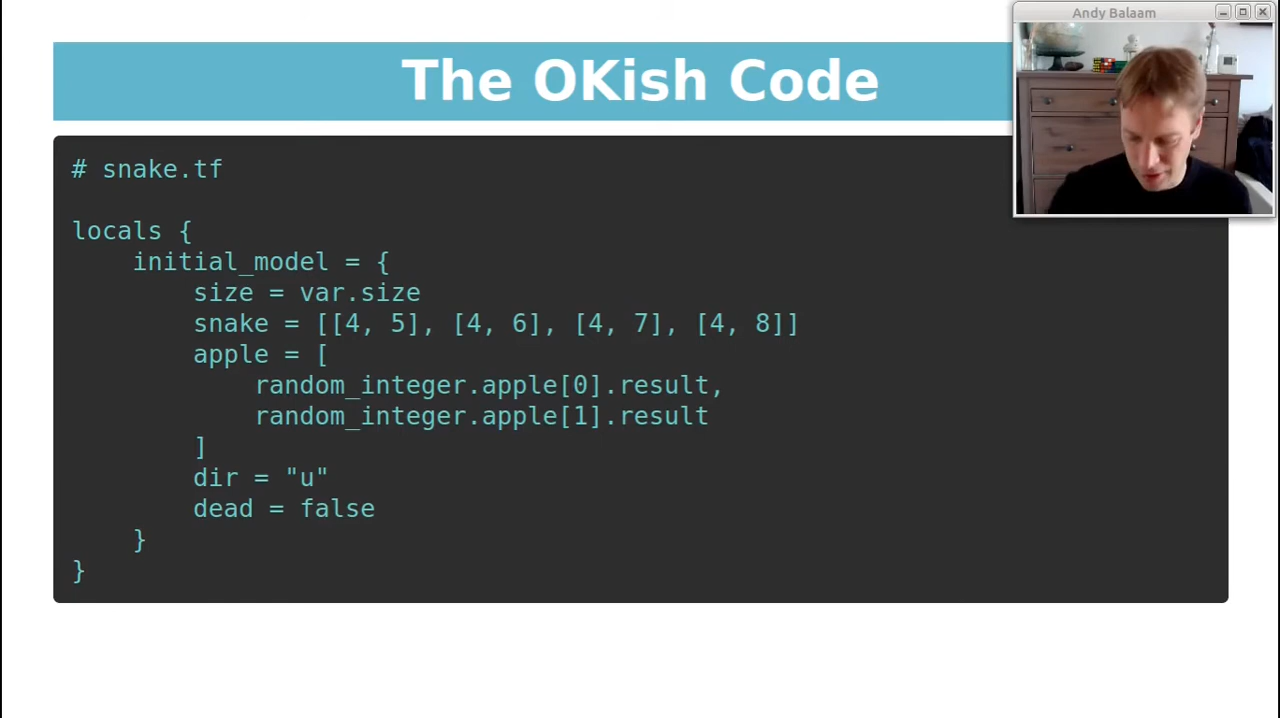 The OKish Code
Andy Balaam
# snake.tf
locals {
    initial_model = {
        size = var.size
        snake = [[4, 5], [4, 6], [4, 7], [4, 8]]
        apple = [
            random_integer.apple[0].result,
            random_integer.apple[1].result
        ]
        dir = "u"
        dead = false
    }
}